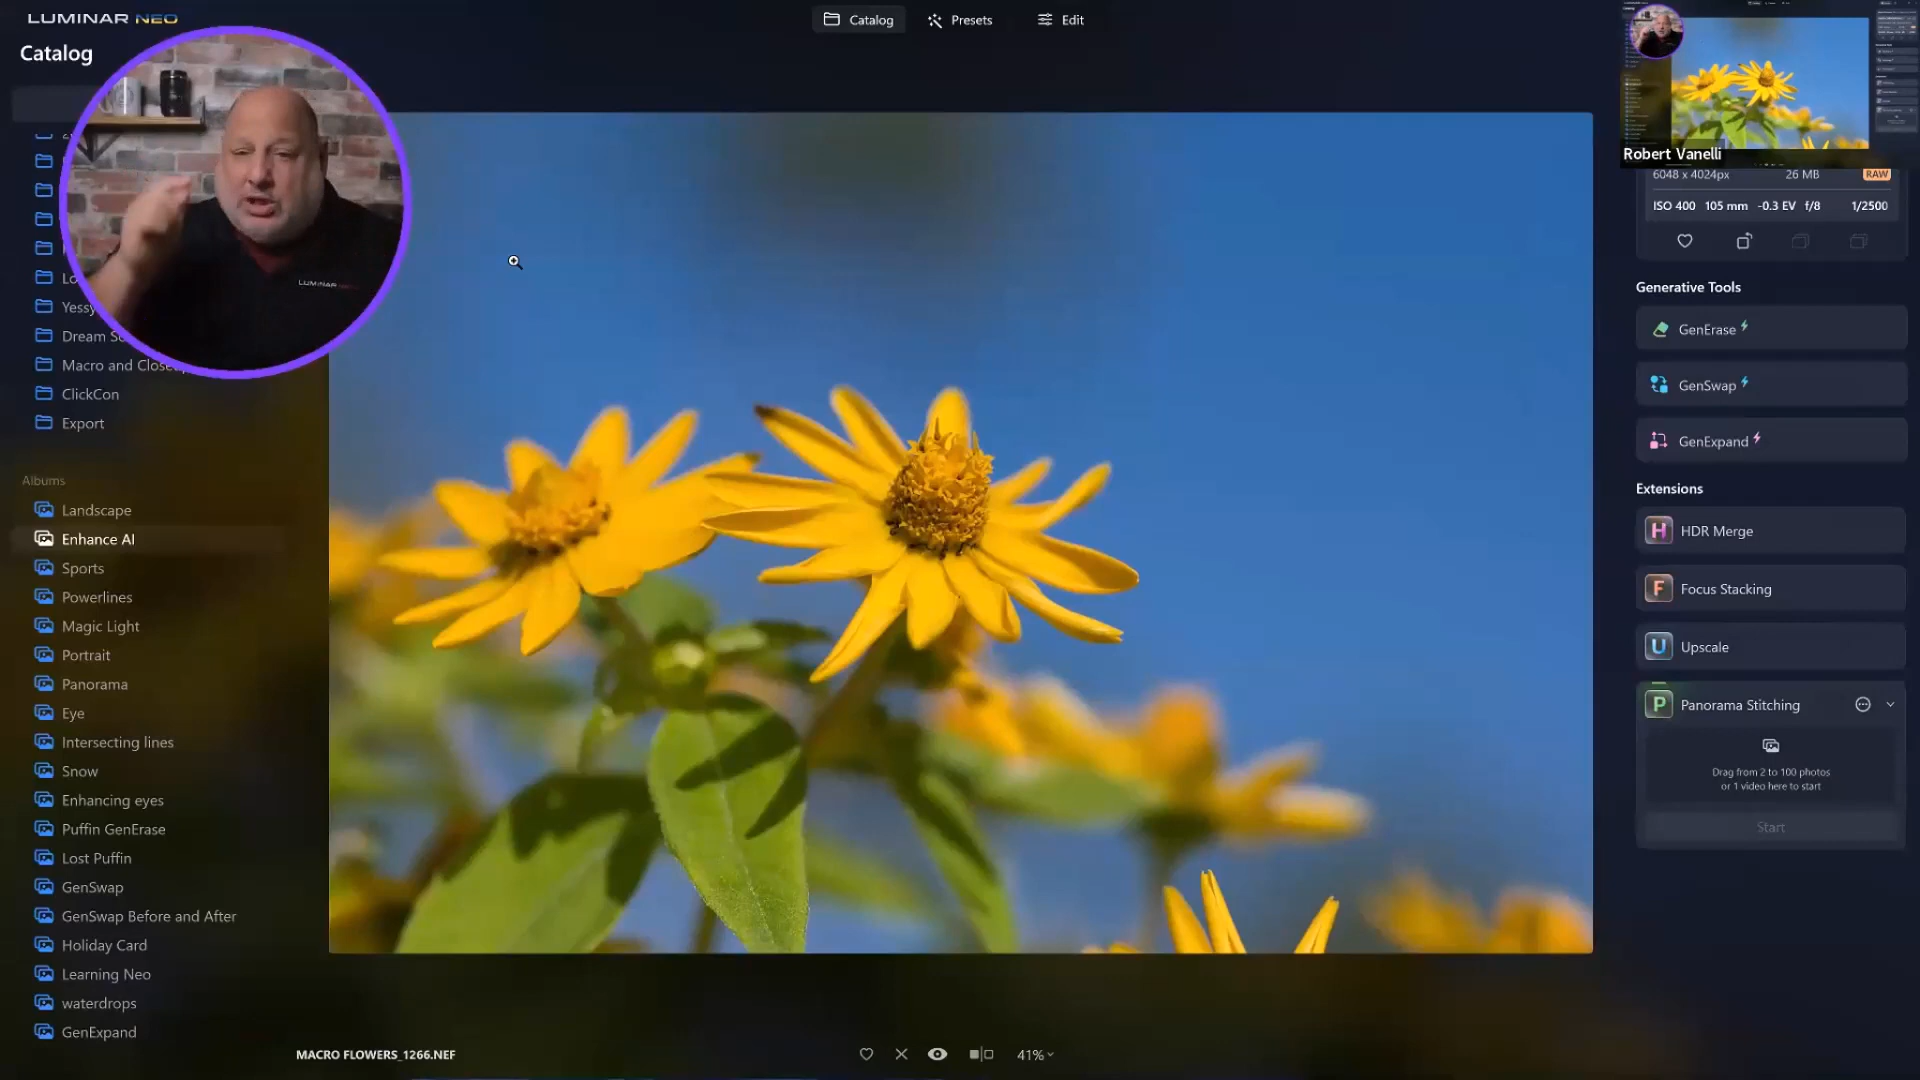 LUMINAR NEO
Catalog
Presets
Edit
Catalog
Robert Vanelli
6048 x 4024px 26 MB RAW
ISO 400 105 mm -0.3 EV f/8 1/2500
Lo
Yessy
Dream
Macro and Close
ClickCon
Export
LUMINAR NEO
Albums
Landscape
Enhance AI
Sports
Powerlines
Magic Light
Portrait
Panorama
Eye
Intersecting lines
Snow
Enhancing eyes
Puffin GenErase
Lost Puffin
GenSwap
GenSwap Before and After
Holiday Card
Learning Neo
waterdrops
GenExpand
Generative Tools
GenErase
GenSwap
GenExpand
Extensions
H HDR Merge
F Focus Stacking
U Upscale
P Panorama Stitching
Drag from 2 to 100 photos
or 1 video here to start
Start
MACRO FLOWERS_1266.NEF
41%